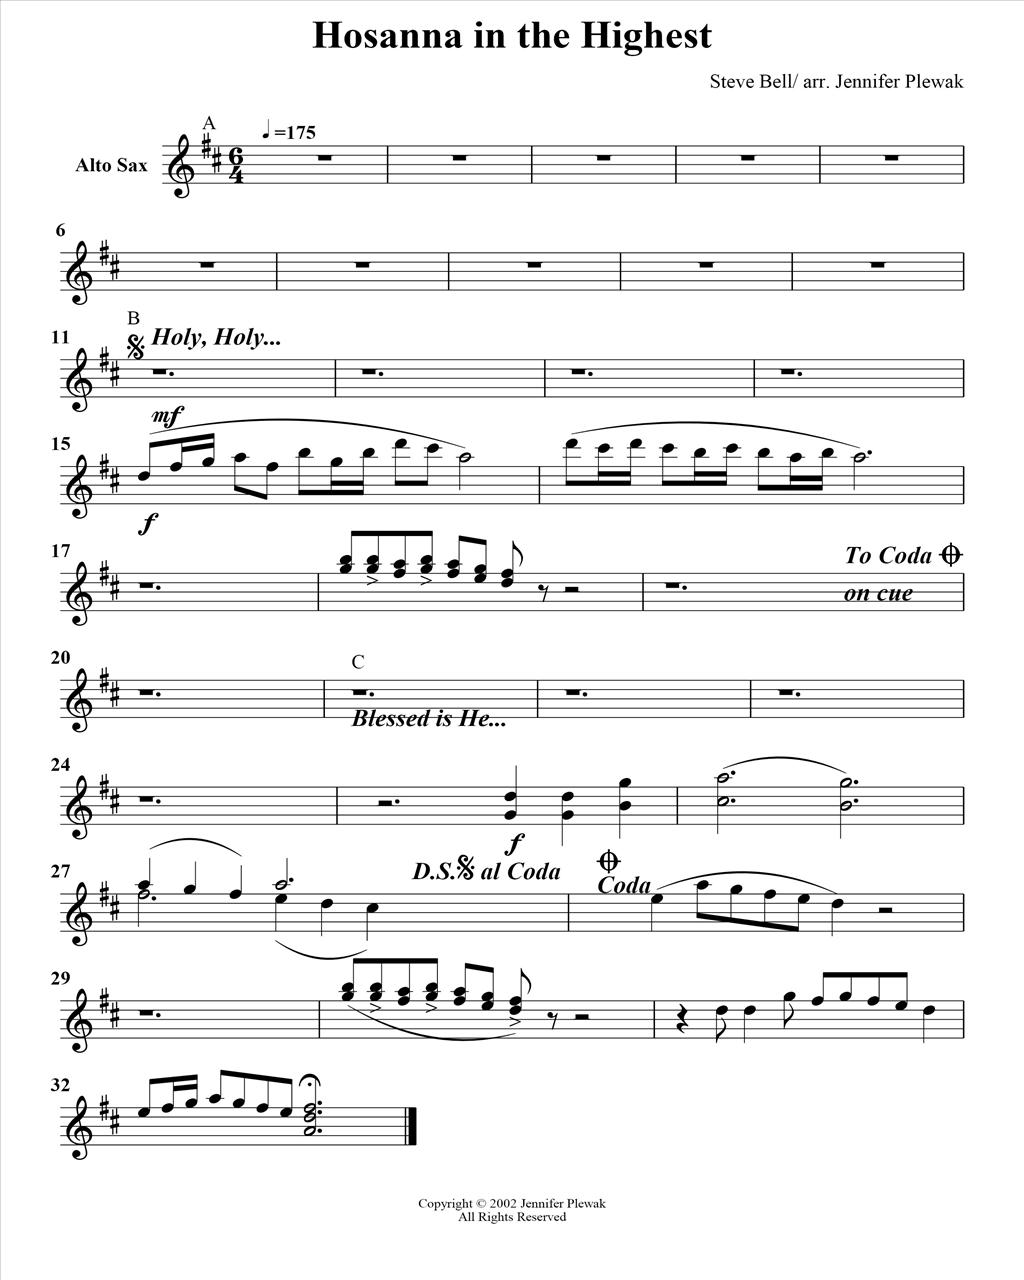 Hosanna in the Highest
Steve Bell/ arr. Jennifer Plewak
A
=175
Alto Sax
6
4
6
B
11
Holy, Holy...
mf
15
f
17
To Coda
on cue
20
C
Blessed is He...
24
f
27
D.S. al Coda
Coda
29
32
Copyright © 2002 Jennifer Plewak
All Rights Reserved